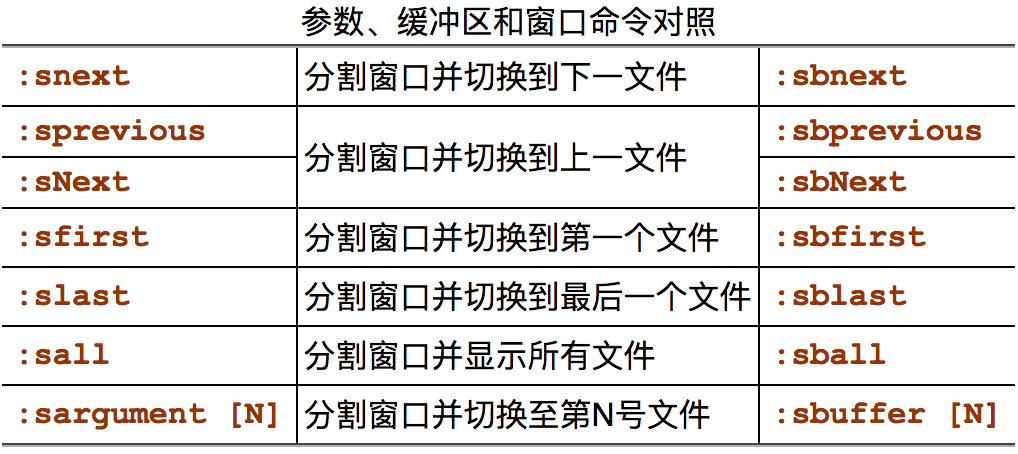 参数、缓冲区和窗口命令对照
:snext 分割窗口并切换到下一文件 :sbnext
:sprevious 分割窗口并切换到上一文件 :sbprevious
:sNext :sbNext
:sfirst 分割窗口并切换到第一个文件 :sbfirst
:slast 分割窗口并切换到最后一个文件 :sblast
:sall 分割窗口并显示所有文件 :sball
:sargument [N] 分割窗口并切换至第N号文件 :sbuffer [N]